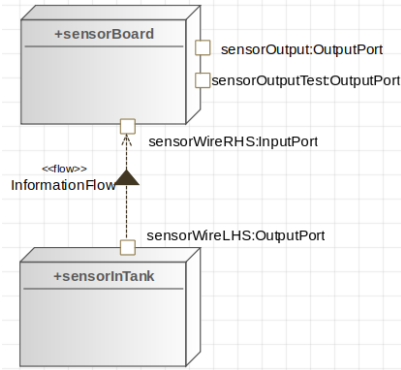 +sensorBoard
sensorOutput:OutputPort
sensorOutputTest:OutputPort
sensorWireRHS:InputPort
<<flow>>
InformationFlow
sensorWireLHS:OutputPort
+sensorInTank